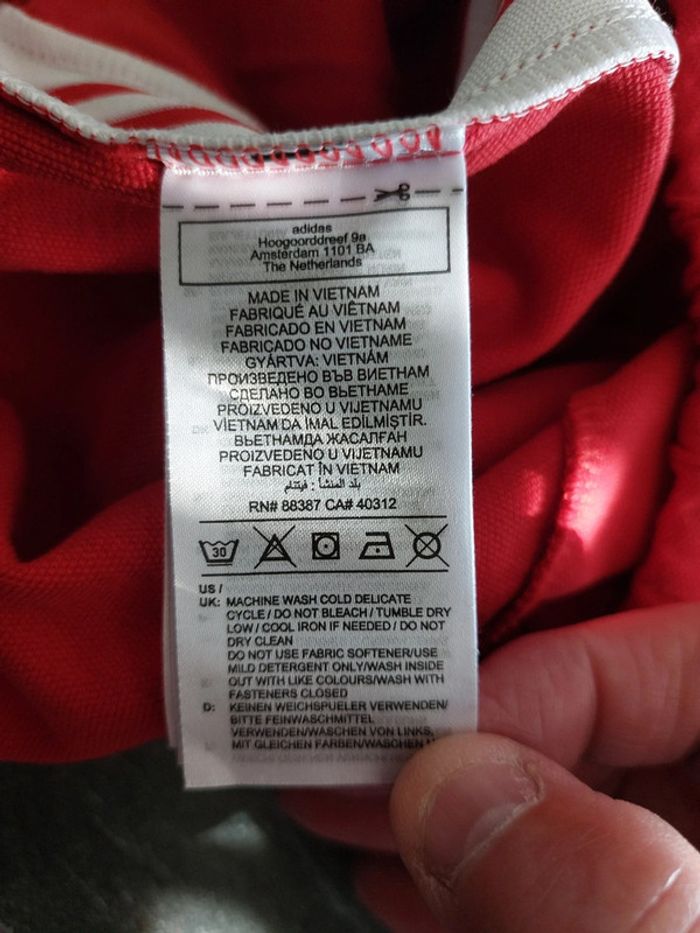 adidas
Hoogoorddreef 9a
Amsterdam 1101 BA
The Netherlands
MADE IN VIETNAM
FABRIQUÉ AU VIÊTNAM
FABRICADO EN VIETNAM
FABRICADO NO VIETNAME
GYÁRTVA: VIETNÁM
ПРОИЗВЕДЕНО ВЪВ ВИЕТНАМ
СДЕЛАНО ВО ВЬЕТНАМЕ
PROIZVEDENO U VIJETNAMU
VİETNAM DA IMAL EDİLMİŞTİR.
ВЬЕТНАМДА ЖАСАЛҒАН
PROIZVEDENO U VIJETNAMU
FABRICAT ÎN VIETNAM
بلد المنشأ : فيتنام
RN# 88387 CA# 40312
30
US /
UK: MACHINE WASH COLD DELICATE
CYCLE / DO NOT BLEACH / TUMBLE DRY
LOW / COOL IRON IF NEEDED / DO NOT
DRY CLEAN
DO NOT USE FABRIC SOFTENER/USE
MILD DETERGENT ONLY/WASH INSIDE
OUT WITH LIKE COLOURS/WASH WITH
FASTENERS CLOSED
D: KEINEN WEICHSPUELER VERWENDEN/
BITTE FEINWASCHMITTEL
VERWENDEN/WASCHEN VON LINKS,
MIT GLEICHEN FARBEN/WASCHEN